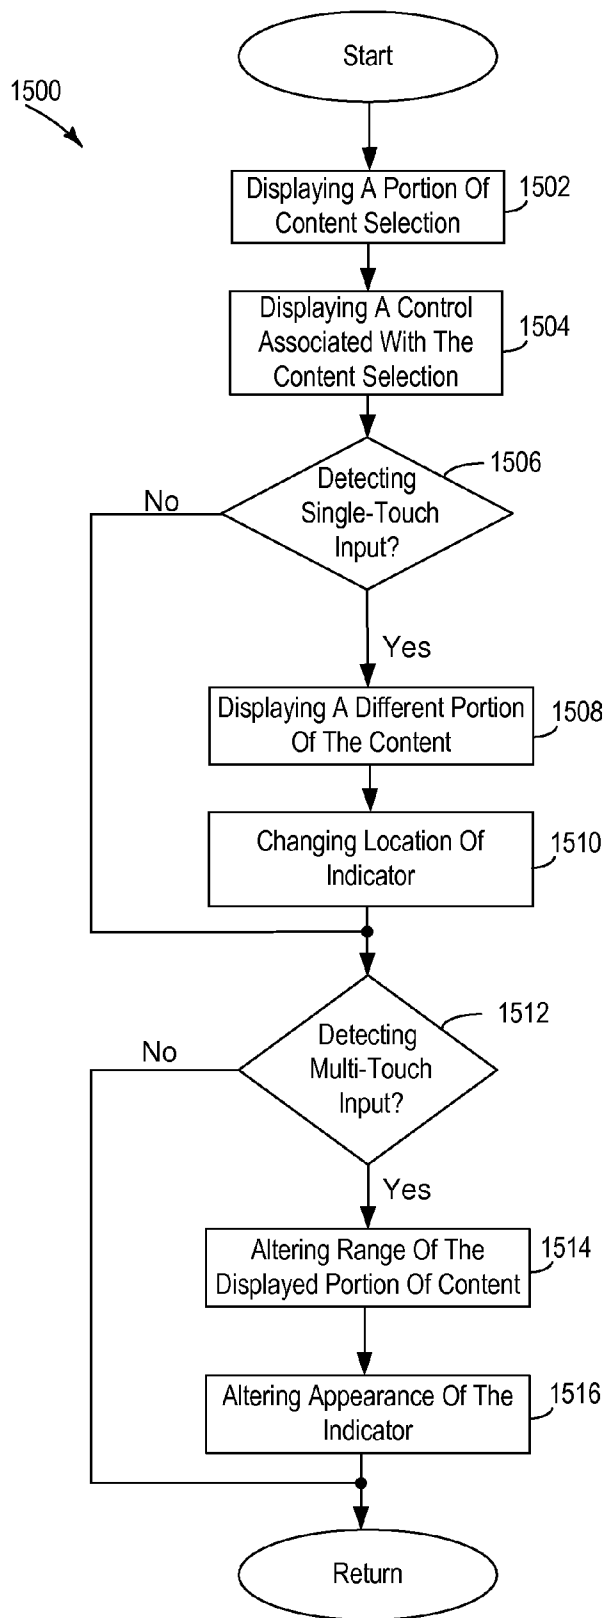 Start
1500
Displaying A Portion Of
Content Selection
1502
Displaying A Control
Associated With The
Content Selection
1504
Detecting
Single-Touch
Input?
1506
No
Yes
Displaying A Different Portion
Of The Content
1508
Changing Location Of
Indicator
1510
Detecting
Multi-Touch
Input?
1512
No
Yes
Altering Range Of The
Displayed Portion Of Content
1514
Altering Appearance Of The
Indicator
1516
Return